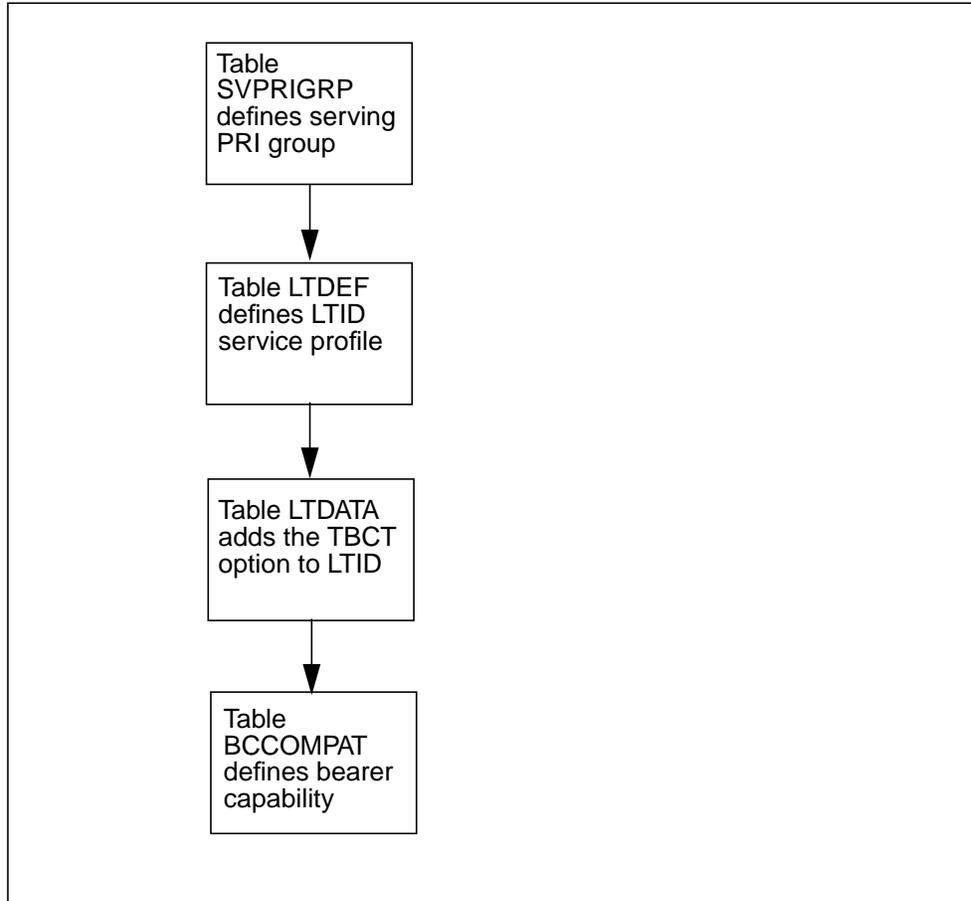 Table
SVPRIGRP
defines serving
PRI group
Table LTDEF
defines LTID
service profile
Table LTDATA
adds the TBCT
option to LTID
Table
BCCOMPAT
defines bearer
capability